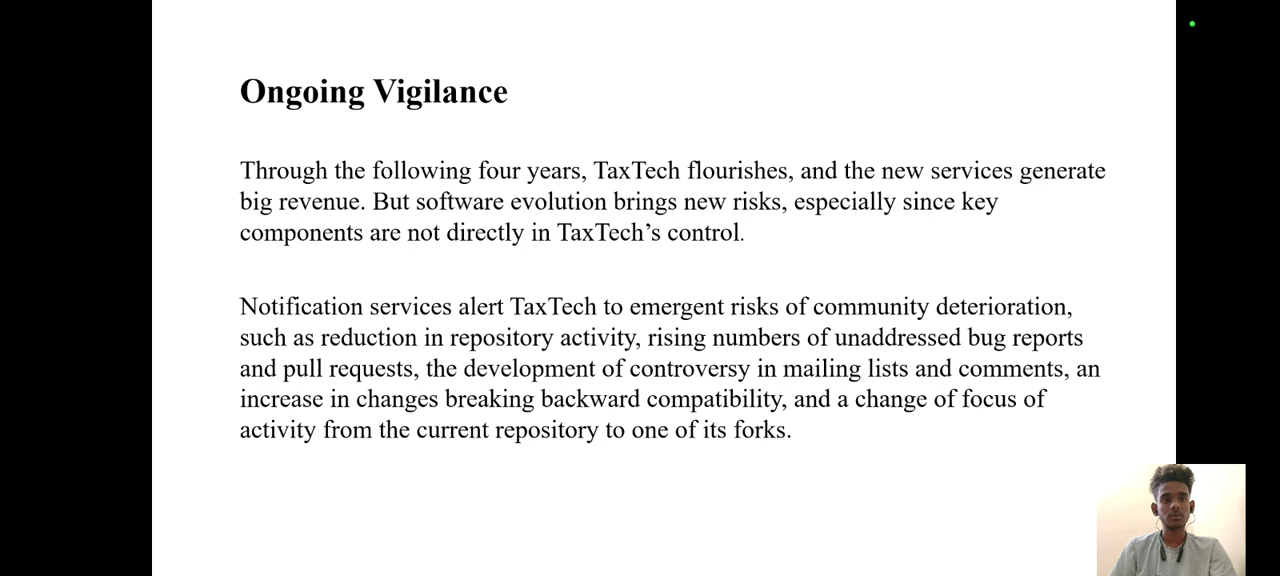 Ongoing Vigilance
Through the following four years, TaxTech flourishes, and the new services generate
big revenue. But software evolution brings new risks, especially since key
components are not directly in TaxTech’s control.
Notification services alert TaxTech to emergent risks of community deterioration,
such as reduction in repository activity, rising numbers of unaddressed bug reports
and pull requests, the development of controversy in mailing lists and comments, an
increase in changes breaking backward compatibility, and a change of focus of
activity from the current repository to one of its forks.